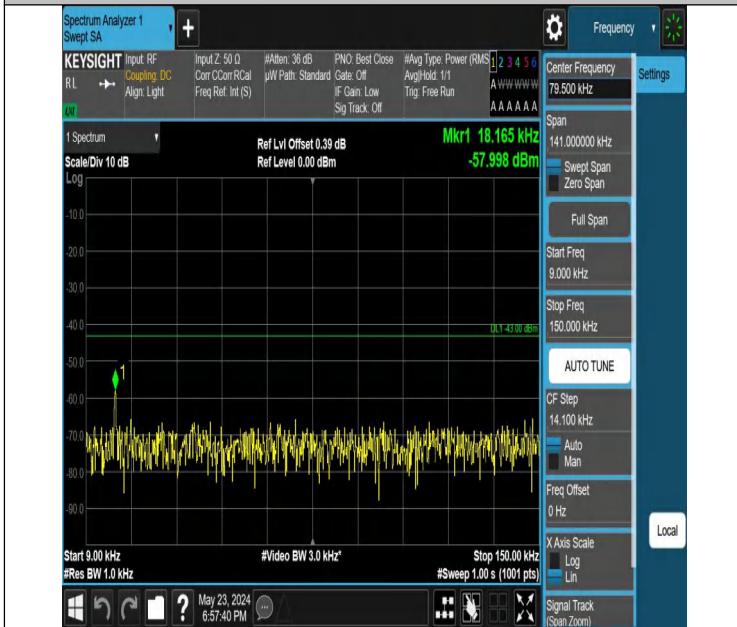 Spectrum Analyzer 1
Swept SA
+
Frequency
KEYSIGHT
RL
Input: RF
Coupling: DC
Align: Light
Input Z: 50 Ω
Corr CCorr RCal
Freq Ref: Int (S)
#Atten: 36 dB
µW Path: Standard
PNO: Best Close
Gate: Off
IF Gain: Low
Sig Track: Off
#Avg Type: Power (RMS
Avg|Hold: 1/1
Trig: Free Run
1 2 3 4 5 6
A W W W W W
A A A A A A
1 Spectrum
Scale/Div 10 dB
Log
Ref Lvl Offset 0.39 dB
Ref Level 0.00 dBm
Mkr1 18.165 kHz
-57.998 dBm
-10.0
-20.0
-30.0
-40.0
-50.0
-60.0
-70.0
-80.0
-90.0
DL1 -43.00 dBm
1
Start 9.00 kHz
#Res BW 1.0 kHz
#Video BW 3.0 kHz*
Stop 150.00 kHz
#Sweep 1.00 s (1001 pts)
?
May 23, 2024
6:57:40 PM
Center Frequency
79.500 kHz
Span
141.000000 kHz
Swept Span
Zero Span
Full Span
Start Freq
9.000 kHz
Stop Freq
150.000 kHz
AUTO TUNE
CF Step
14.100 kHz
Auto
Man
Freq Offset
0 Hz
X Axis Scale
Log
Lin
Signal Track
(Span Zoom)
Settings
Local